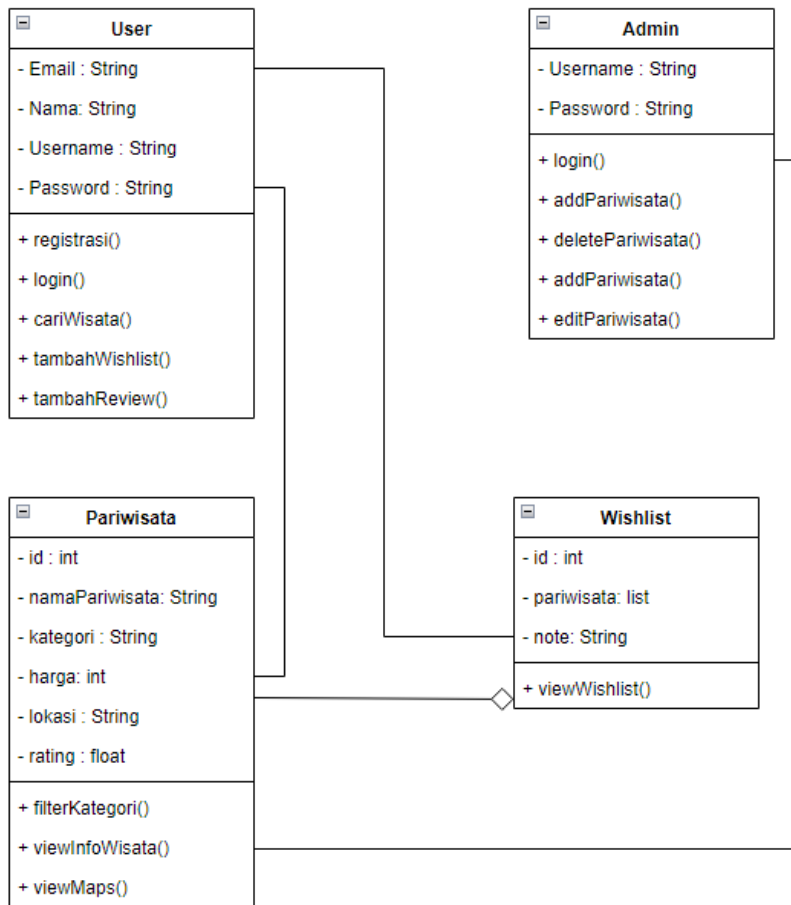 User
- Email : String
- Nama: String
- Username : String
- Password : String
+ registrasi()
+ login()
+ cariWisata()
+ tambahWishlist()
+ tambahReview()
Admin
- Username : String
- Password : String
+ login()
+ addPariwisata()
+ deletePariwisata()
+ addPariwisata()
+ editPariwisata()
Pariwisata
- id : int
- namaPariwisata: String
- kategori : String
- harga: int
- lokasi : String
- rating : float
+ filterKategori()
+ viewInfoWisata()
+ viewMaps()
Wishlist
- id : int
- pariwisata: list
- note: String
+ viewWishlist()